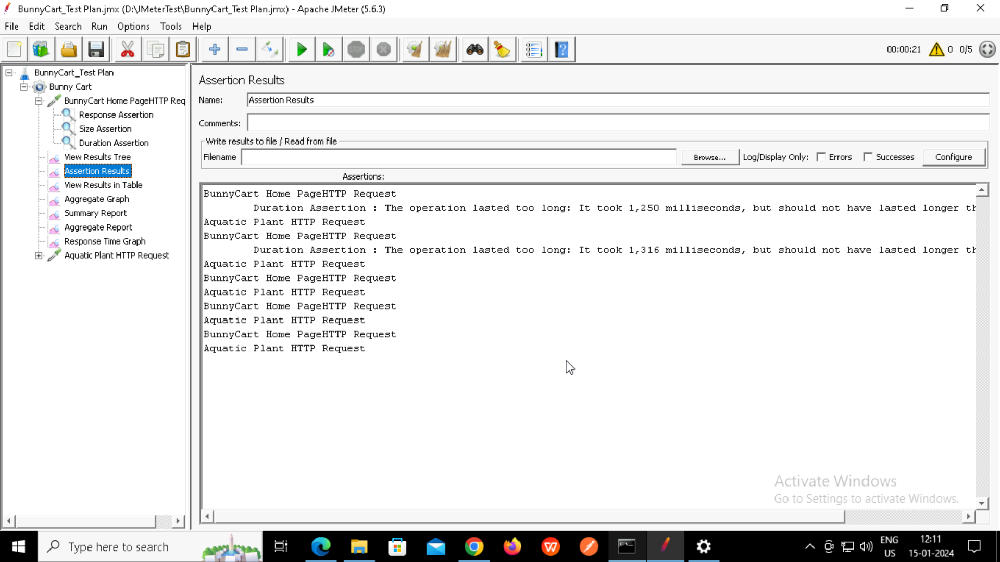 BunnyCart_Test Plan.jmx (D:\JMeterTest\BunnyCart_Test Plan.jmx) - Apache JMeter (5.6.3)
File Edit Search Run Options Tools Help
STOP
00:00:21 0 0/5
BunnyCart_Test Plan
Bunny Cart
BunnyCart Home PageHTTP Req
Response Assertion
Size Assertion
Duration Assertion
View Results Tree
Assertion Results
View Results in Table
Aggregate Graph
Summary Report
Aggregate Report
Response Time Graph
Aquatic Plant HTTP Request
Assertion Results
Name: Assertion Results
Comments:
Write results to file / Read from file
Filename Browse... Log/Display Only: Errors Successes Configure
Assertions:
BunnyCart Home PageHTTP Request
Duration Assertion : The operation lasted too long: It took 1,250 milliseconds, but should not have lasted longer th
Aquatic Plant HTTP Request
BunnyCart Home PageHTTP Request
Duration Assertion : The operation lasted too long: It took 1,316 milliseconds, but should not have lasted longer th
Aquatic Plant HTTP Request
BunnyCart Home PageHTTP Request
Aquatic Plant HTTP Request
BunnyCart Home PageHTTP Request
Aquatic Plant HTTP Request
BunnyCart Home PageHTTP Request
Aquatic Plant HTTP Request
Activate Windows
Go to Settings to activate Windows.
Type here to search
ENG
US
12:11
15-01-2024